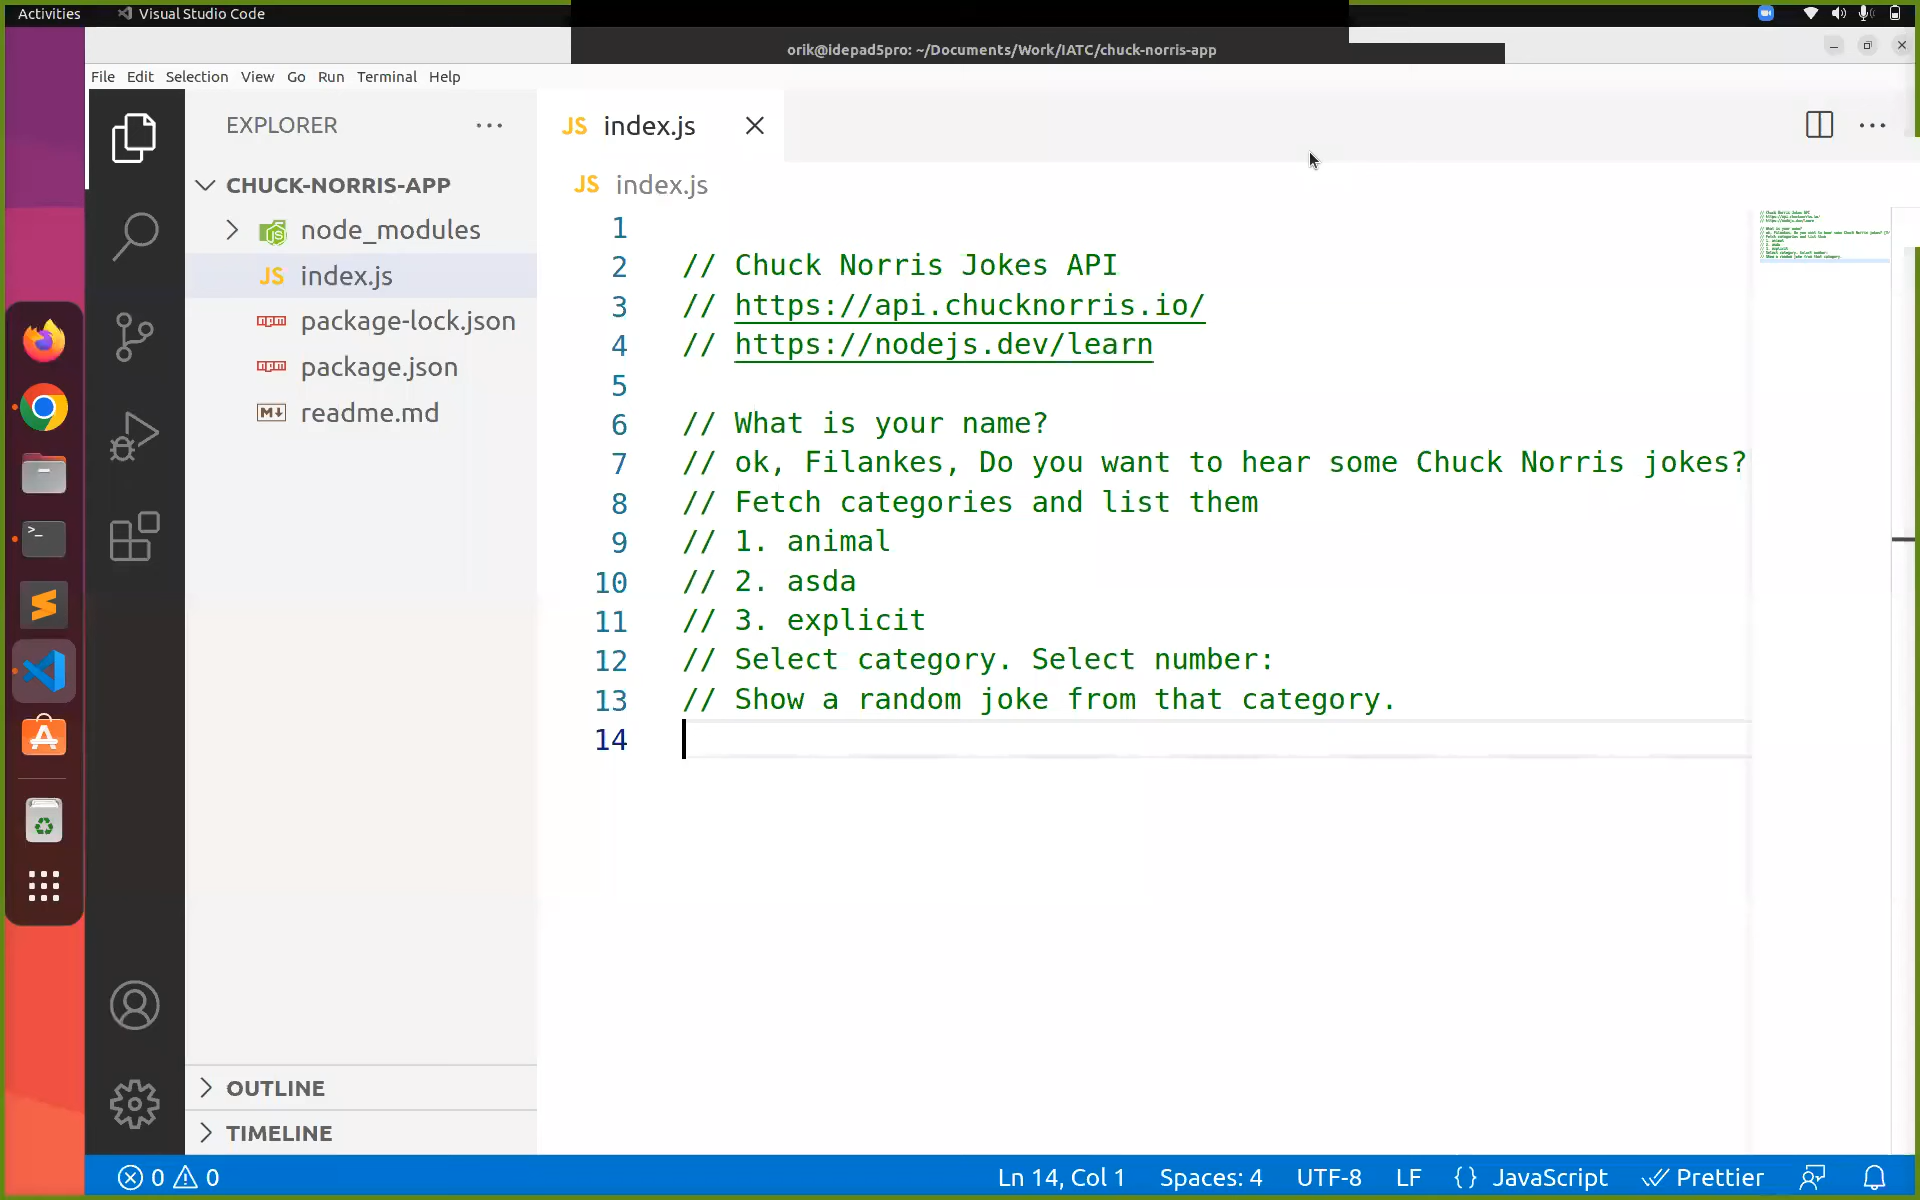 Activities
Visual Studio Code
orik@idepad5pro: ~/Documents/Work/IATC/chuck-norris-app
File Edit Selection View Go Run Terminal Help
EXPLORER
CHUCK-NORRIS-APP
node_modules
JS index.js
package-lock.json
package.json
M↓ readme.md
OUTLINE
TIMELINE
JS index.js
JS index.js
1
2 // Chuck Norris Jokes API
3 // https://api.chucknorris.io/
4 // https://nodejs.dev/learn
5
6 // What is your name?
7 // ok, Filankes, Do you want to hear some Chuck Norris jokes?
8 // Fetch categories and list them
9 // 1. animal
10 // 2. asda
11 // 3. explicit
12 // Select category. Select number:
13 // Show a random joke from that category.
14
0 0
Ln 14, Col 1
Spaces: 4
UTF-8
LF
{} JavaScript
Prettier